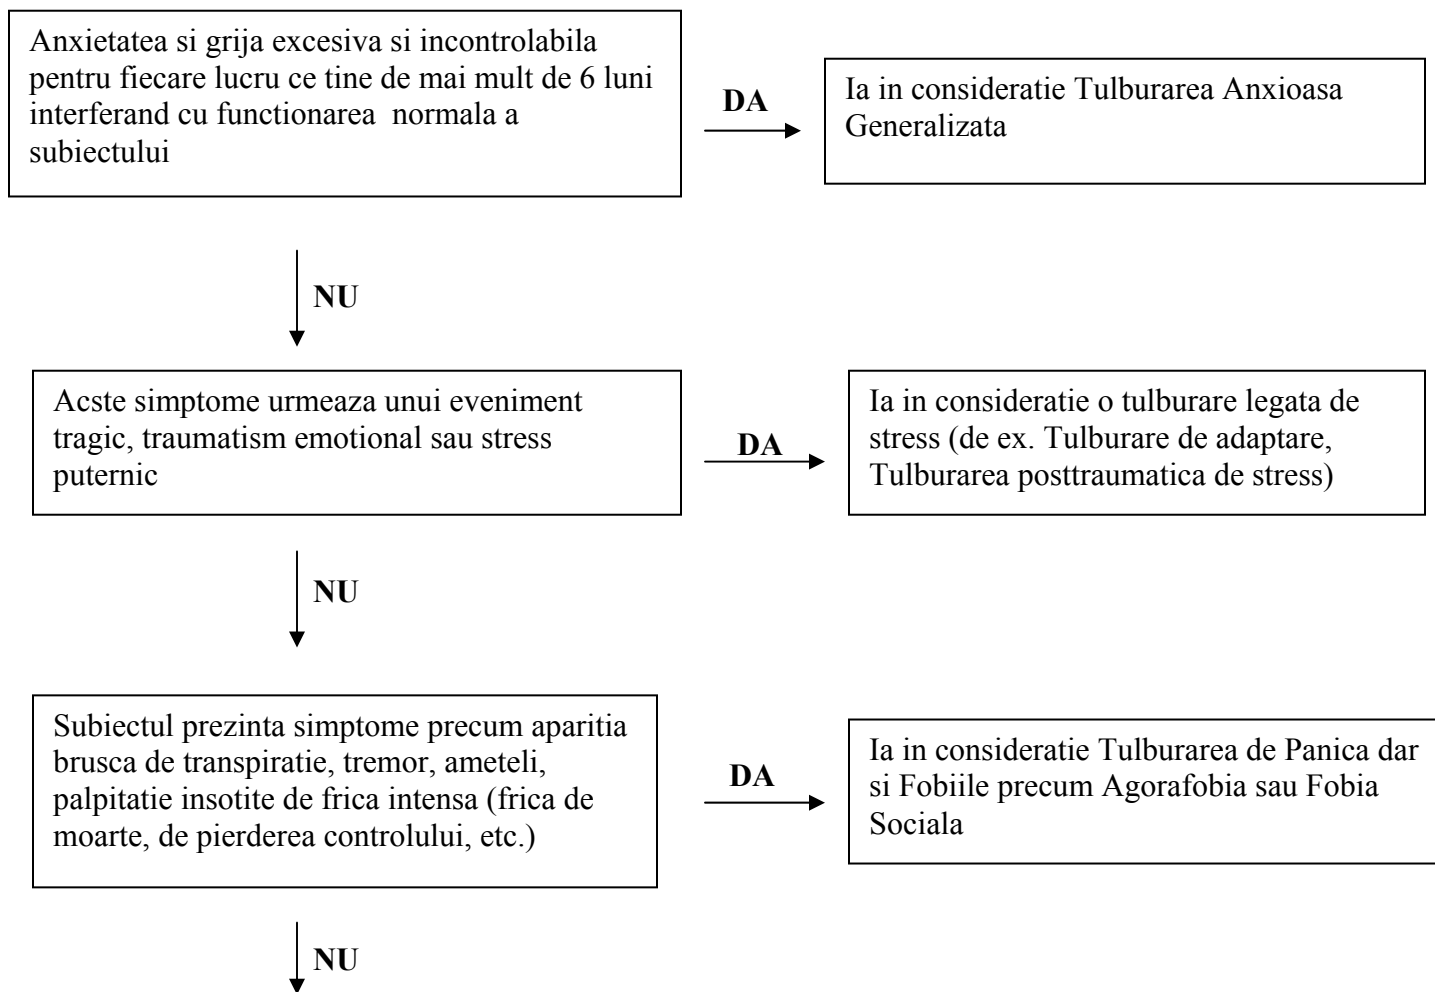 Anxietatea si grija excesiva si incontrolabila
pentru fiecare lucru ce tine de mai mult de 6 luni
interferand cu functionarea  normala a
subiectului
DA
Ia in consideratie Tulburarea Anxioasa
Generalizata
NU
Acste simptome urmeaza unui eveniment
tragic, traumatism emotional sau stress
puternic
DA
Ia in consideratie o tulburare legata de
stress (de ex. Tulburare de adaptare,
Tulburarea posttraumatica de stress)
NU
Subiectul prezinta simptome precum aparitia
brusca de transpiratie, tremor, ameteli,
palpitatie insotite de frica intensa (frica de
moarte, de pierderea controlului, etc.)
DA
Ia in consideratie Tulburarea de Panica dar
si Fobiile precum Agorafobia sau Fobia
Sociala
NU